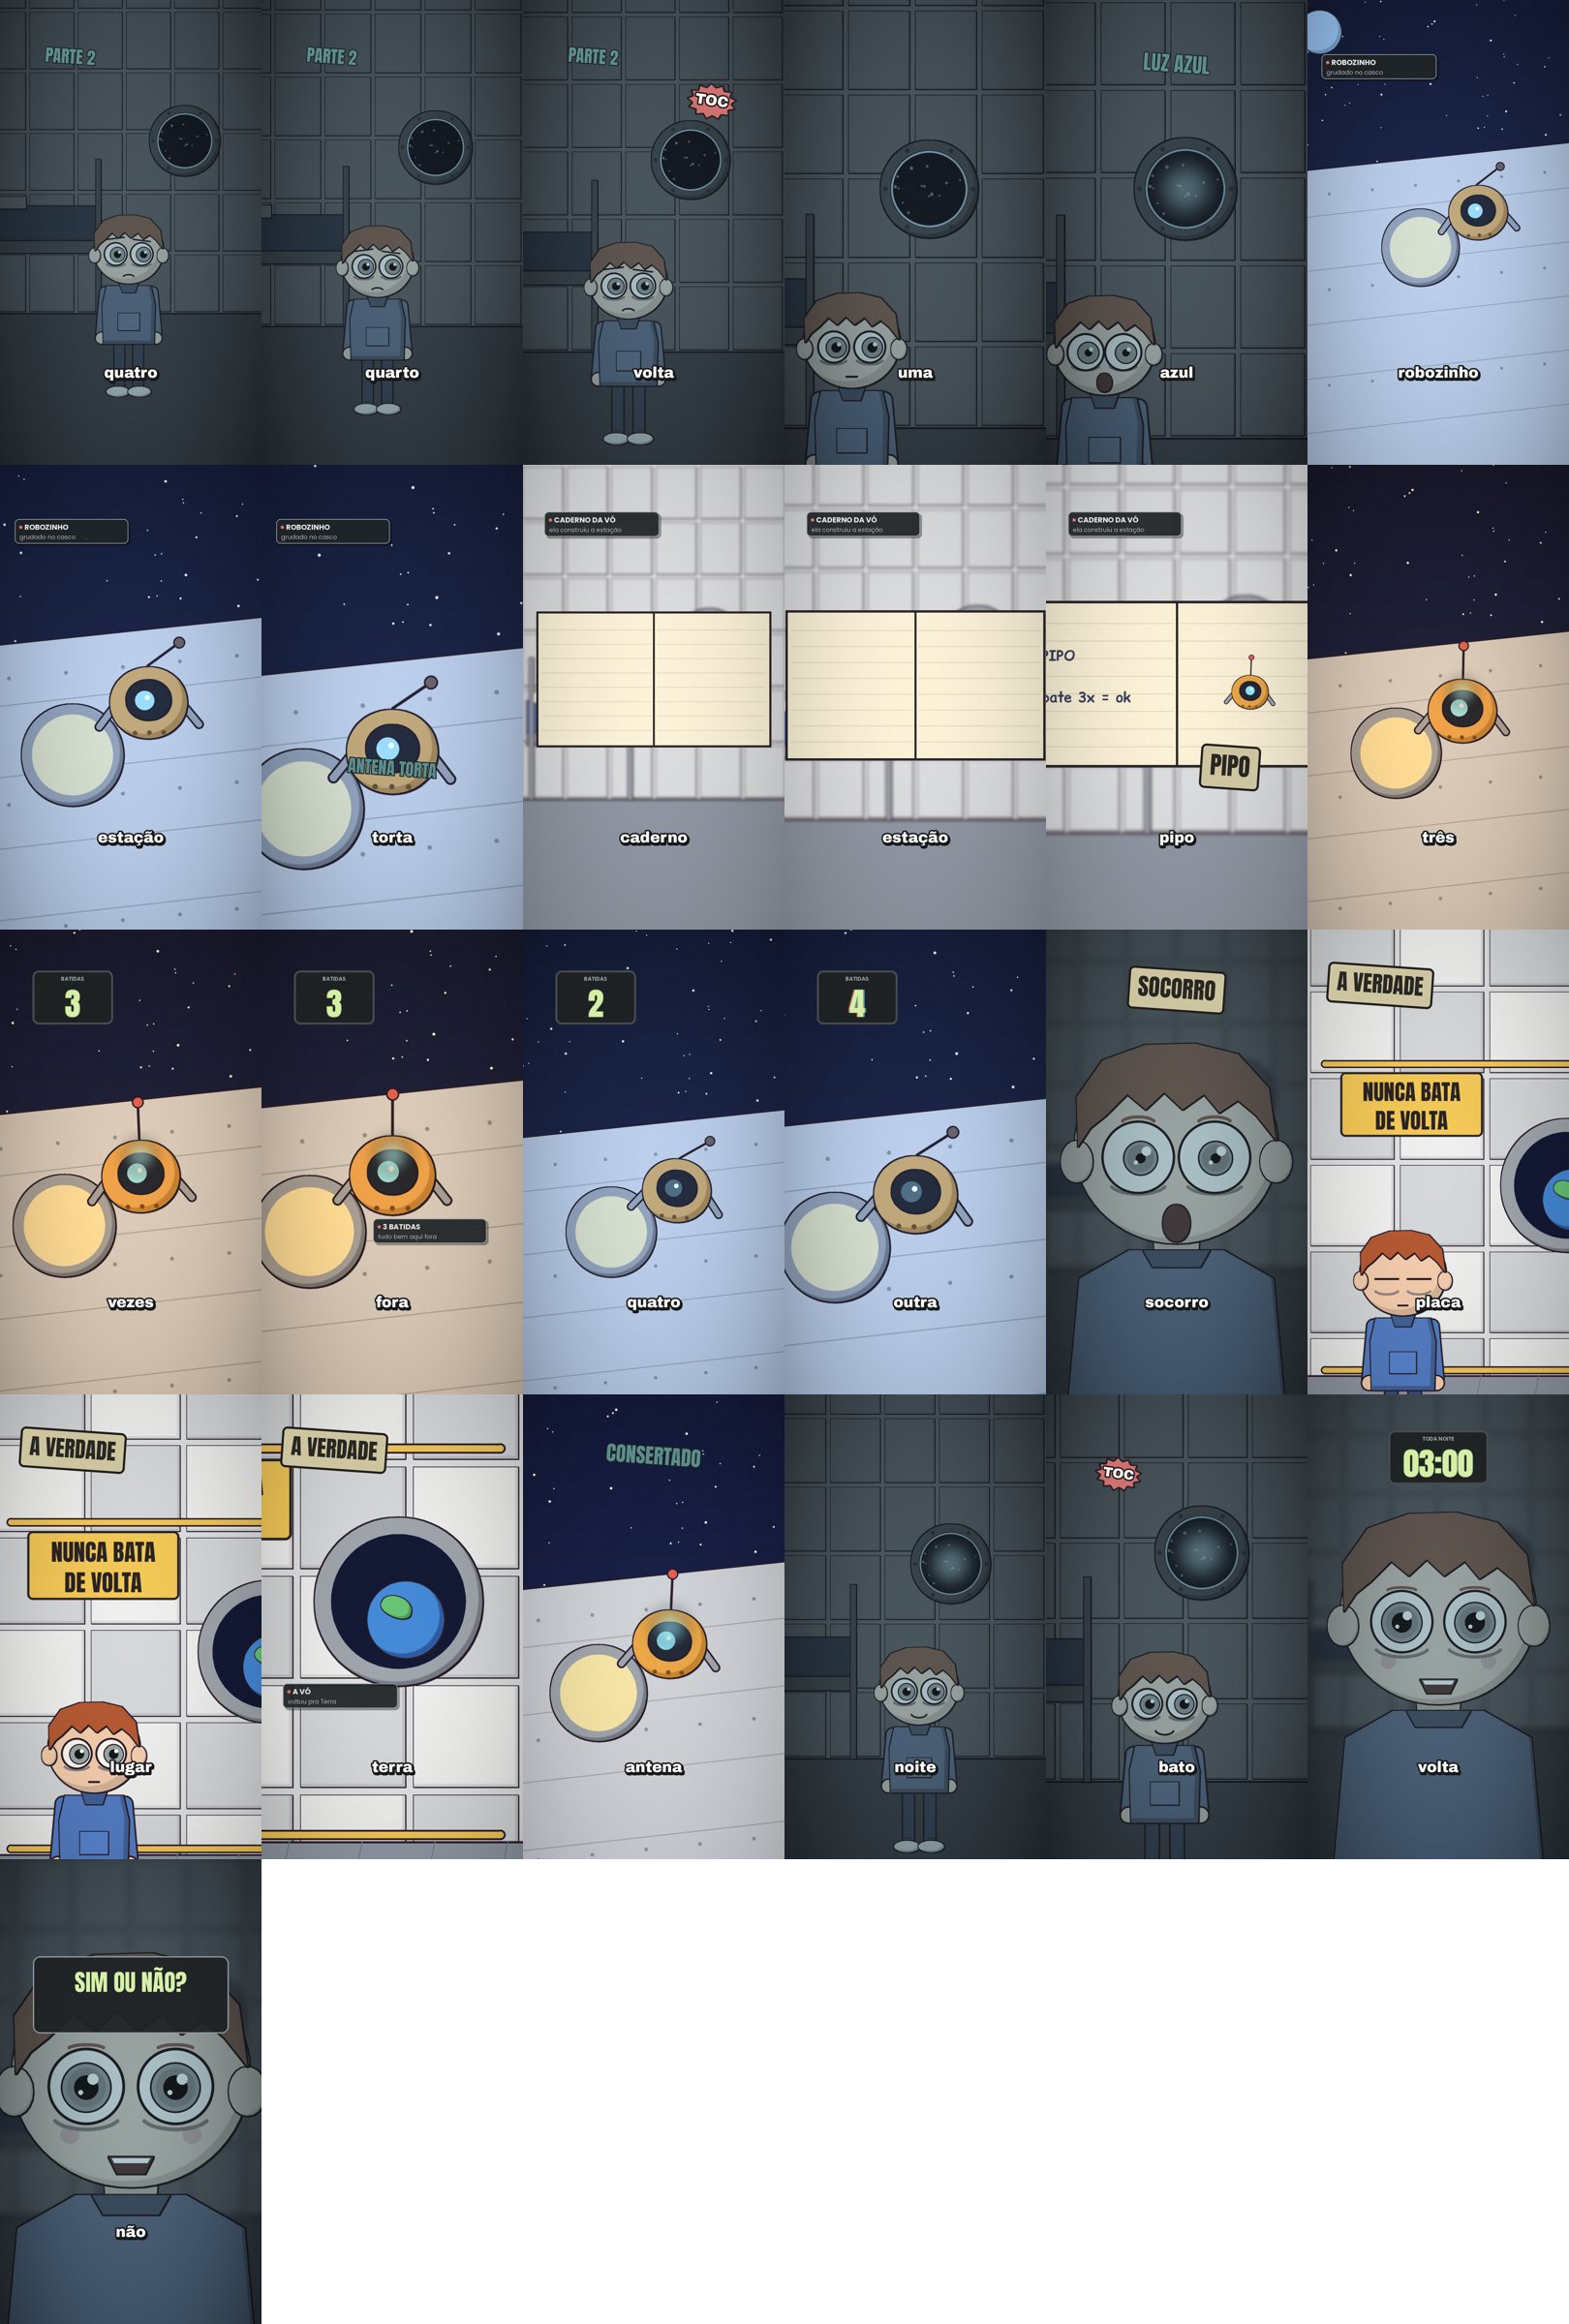 PARTE 2
quatro
PARTE 2
quarto
PARTE 2
TOC
volta
uma
LUZ AZUL
azul
ROBOZINHO
grudado no casco
robozinho
ROBOZINHO
grudado no casco
estação
ROBOZINHO
grudado no casco
ANTENA TORTA
torta
CADERNO DA VÓ
ela construiu a estação
caderno
CADERNO DA VÓ
ela construiu a estação
estação
CADERNO DA VÓ
ela construiu a estação
PIPO
bate 3x = ok
PIPO
pipo
três
BATIDAS
3
vezes
BATIDAS
3
3 BATIDAS
tudo bem aqui fora
fora
BATIDAS
2
quatro
BATIDAS
4
outra
SOCORRO
socorro
A VERDADE
NUNCA BATA
DE VOLTA
placa
A VERDADE
NUNCA BATA
DE VOLTA
lugar
A VERDADE
A VÓ
voltou pra Terra
terra
CONSERTADO
antena
noite
TOC
bato
TODA NOITE
03:00
volta
SIM OU NÃO?
não